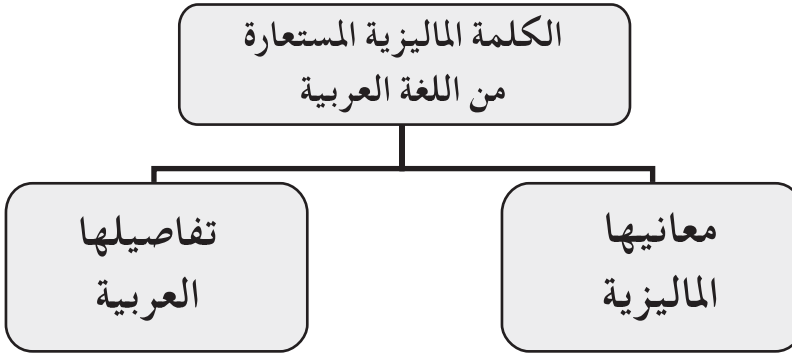 الكلمة الماليزية المستعارة
من اللغة العربية
معانيها
الماليزية
تفاصيلها
العربية